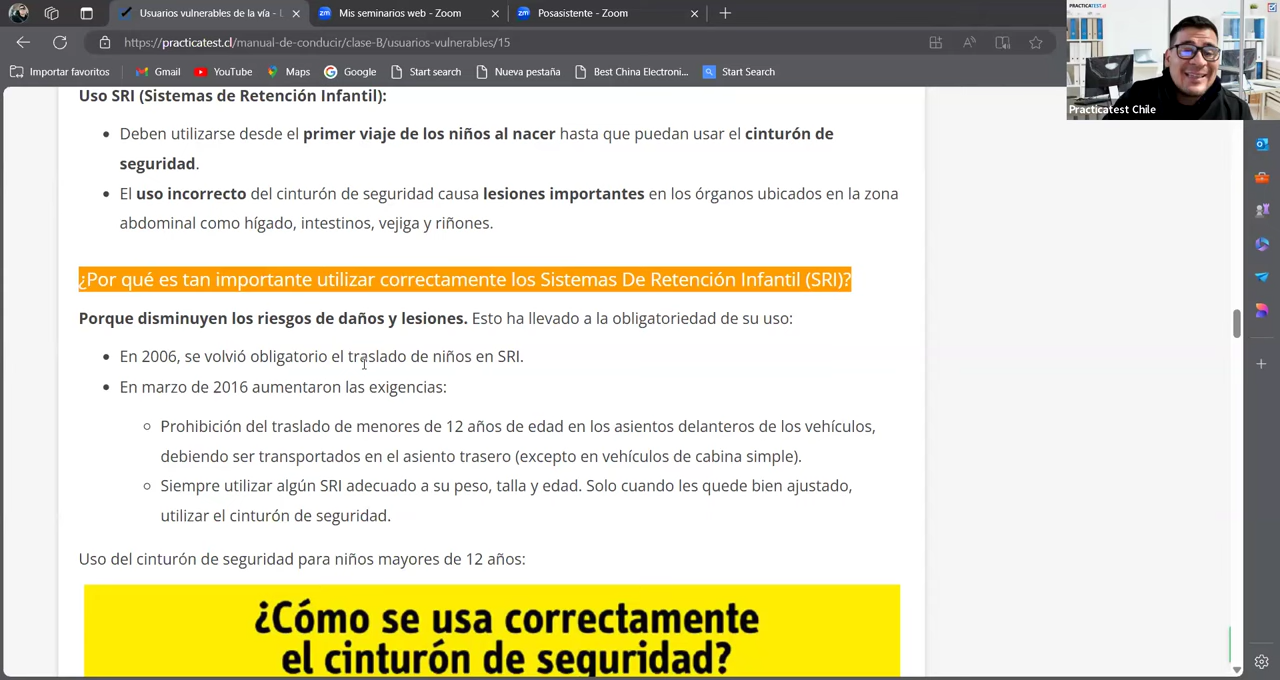 Usuarios vulnerables de la vía - L
Mis seminarios web - Zoom
Posasistente - Zoom
https://practicatest.cl/manual-de-conducir/clase-B/usuarios-vulnerables/15
Importar favoritos
Gmail
YouTube
Maps
Google
Start search
Nueva pestaña
Best China Electroni...
Start Search
PRACTICATEST.cl
Practicatest Chile
Uso SRI (Sistemas de Retención Infantil):
• Deben utilizarse desde el primer viaje de los niños al nacer hasta que puedan usar el cinturón de
seguridad.
• El uso incorrecto del cinturón de seguridad causa lesiones importantes en los órganos ubicados en la zona
abdominal como hígado, intestinos, vejiga y riñones.
¿Por qué es tan importante utilizar correctamente los Sistemas De Retención Infantil (SRI)?
Porque disminuyen los riesgos de daños y lesiones. Esto ha llevado a la obligatoriedad de su uso:
• En 2006, se volvió obligatorio el traslado de niños en SRI.
• En marzo de 2016 aumentaron las exigencias:
○ Prohibición del traslado de menores de 12 años de edad en los asientos delanteros de los vehículos,
debiendo ser transportados en el asiento trasero (excepto en vehículos de cabina simple).
○ Siempre utilizar algún SRI adecuado a su peso, talla y edad. Solo cuando les quede bien ajustado,
utilizar el cinturón de seguridad.
Uso del cinturón de seguridad para niños mayores de 12 años:
¿Cómo se usa correctamente
el cinturón de seguridad?